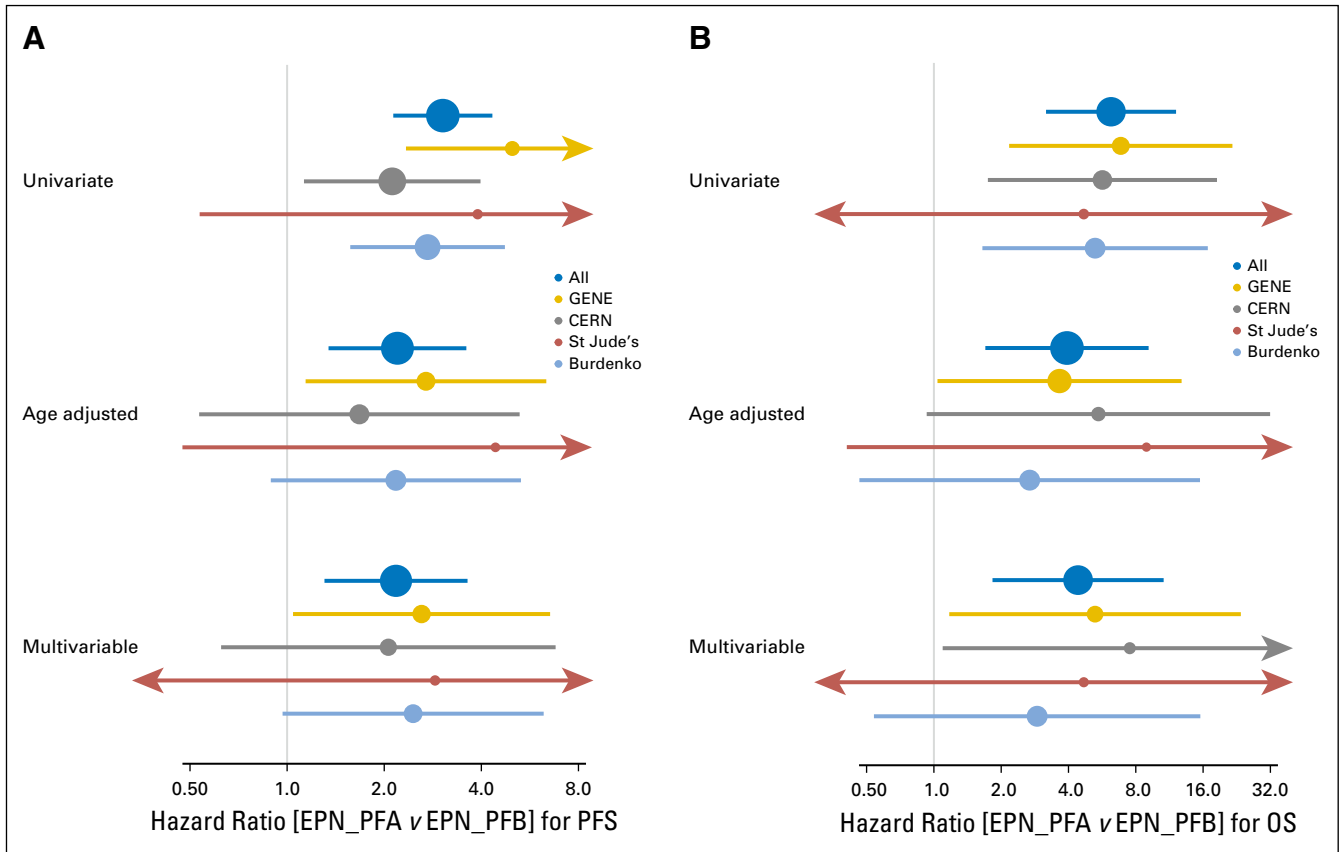 A
Univariate
All
GENE
CERN
St Jude's
Burdenko
Age adjusted
Multivariable
0.50 1.0 2.0 4.0 8.0
Hazard Ratio [EPN_PFA v EPN_PFB] for PFS
B
Univariate
All
GENE
CERN
St Jude's
Burdenko
Age adjusted
Multivariable
0.50 1.0 2.0 4.0 8.0 16.0 32.0
Hazard Ratio [EPN_PFA v EPN_PFB] for OS